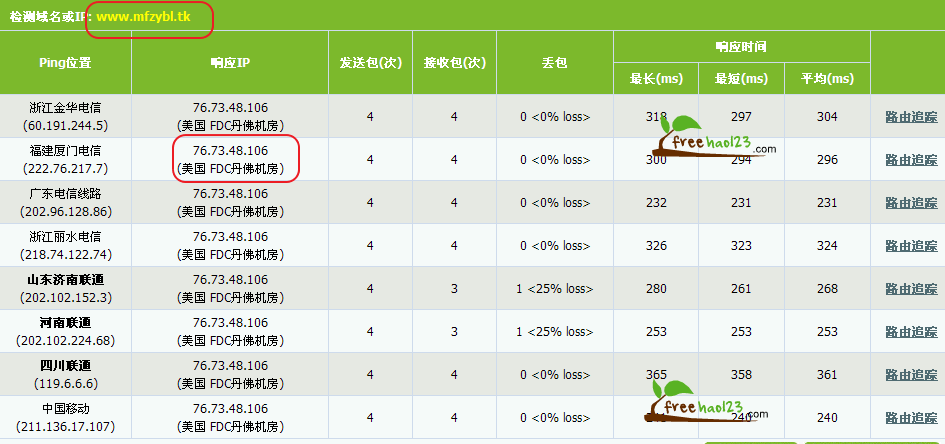 检测域名或IP: www.mfzybl.tk
Ping位置 响应IP 发送包(次) 接收包(次) 丢包 响应时间
最长(ms) 最短(ms) 平均(ms)
浙江金华电信 76.73.48.106
(60.191.244.5) (美国 FDC丹佛机房) 4 4 0 <0% loss> 318 297 304 路由追踪
福建厦门电信 76.73.48.106
(222.76.217.7) (美国 FDC丹佛机房) 4 4 0 <0% loss> 300 294 296 路由追踪
freehao123.com
广东电信线路 76.73.48.106
(202.96.128.86) (美国 FDC丹佛机房) 4 4 0 <0% loss> 232 231 231 路由追踪
浙江丽水电信 76.73.48.106
(218.74.122.74) (美国 FDC丹佛机房) 4 4 0 <0% loss> 326 323 324 路由追踪
山东济南联通 76.73.48.106
(202.102.152.3) (美国 FDC丹佛机房) 4 3 1 <25% loss> 280 261 268 路由追踪
河南联通 76.73.48.106
(202.102.224.68) (美国 FDC丹佛机房) 4 3 1 <25% loss> 253 253 253 路由追踪
四川联通 76.73.48.106
(119.6.6.6) (美国 FDC丹佛机房) 4 4 0 <0% loss> 365 358 361 路由追踪
中国移动 76.73.48.106
(211.136.17.107) (美国 FDC丹佛机房) 4 4 0 <0% loss> 240 240 路由追踪
freehao123.com